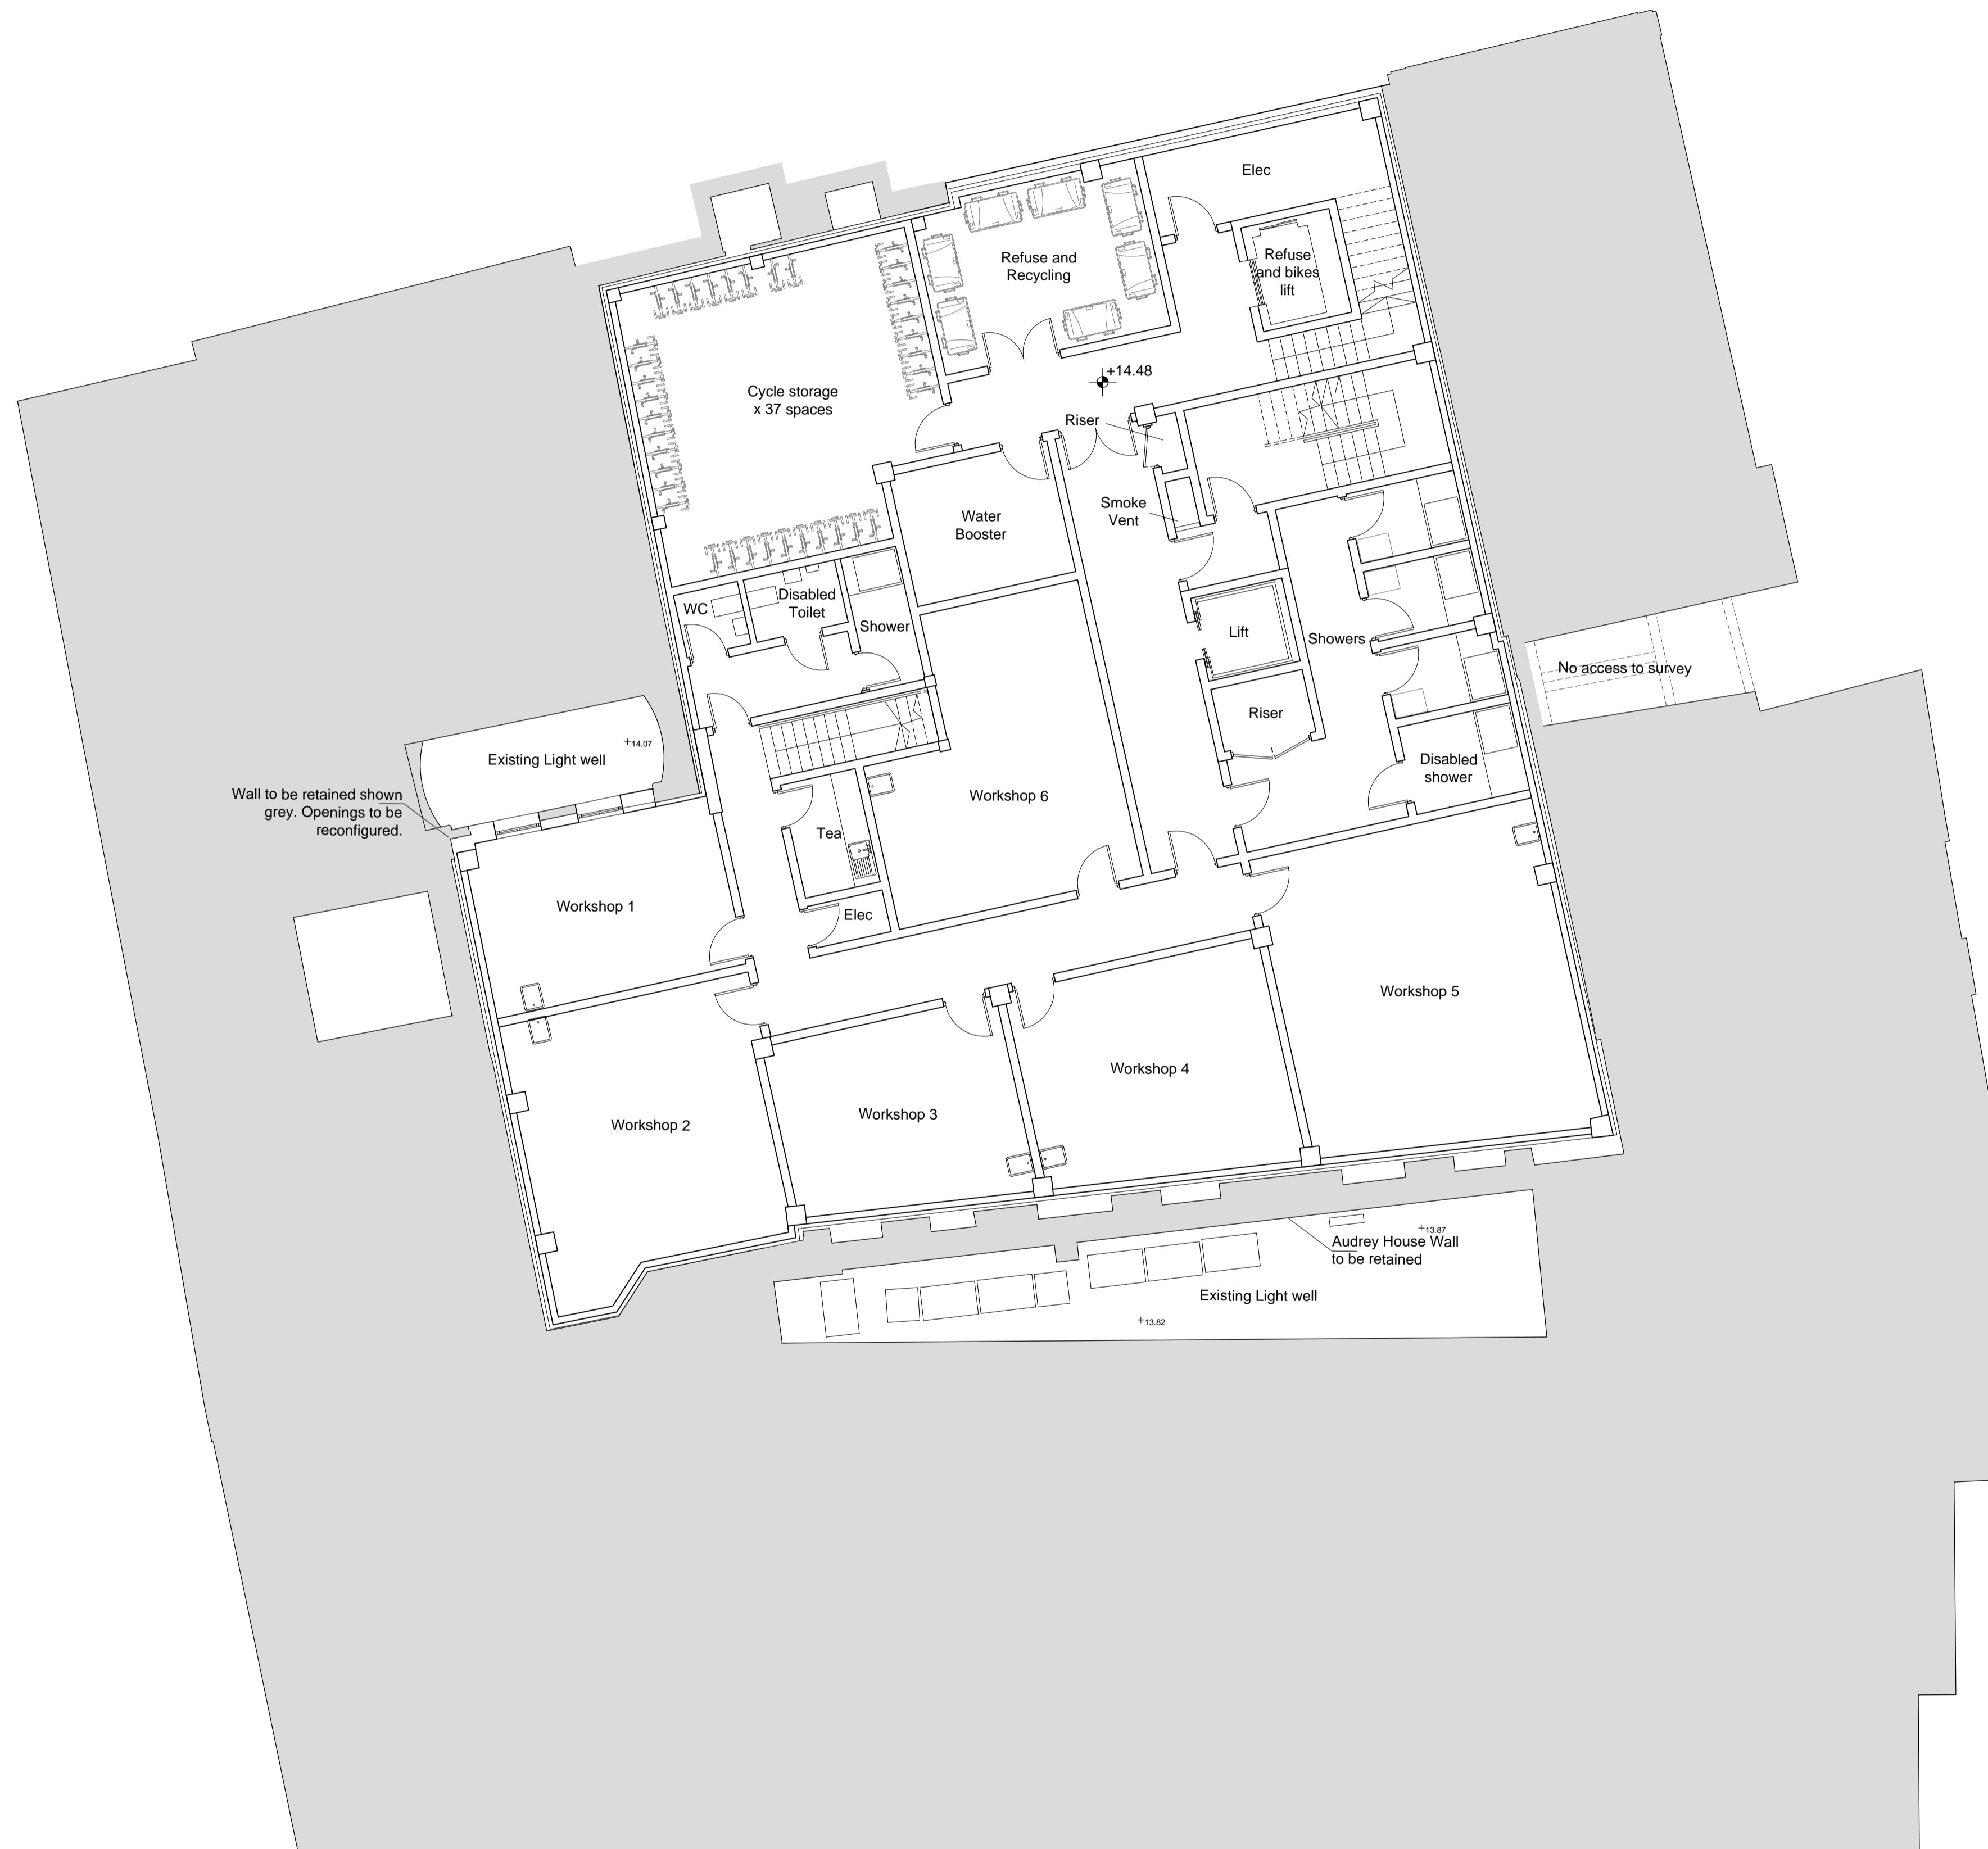 Elec
Refuse and
Recycling
Refuse
and bikes
lift
Cycle storage
x 37 spaces
+14.48
Riser
Smoke
Vent
Water
Booster
WC
Disabled
Toilet
Shower
Lift
Showers
No access to survey
Riser
+14.07
Existing Light well
Wall to be retained shown
grey. Openings to be
reconfigured.
Disabled
shower
Workshop 6
Tea
Workshop 1
Elec
Workshop 5
Workshop 4
Workshop 3
Workshop 2
+13.87
Audrey House Wall
to be retained
Existing Light well
+13.82